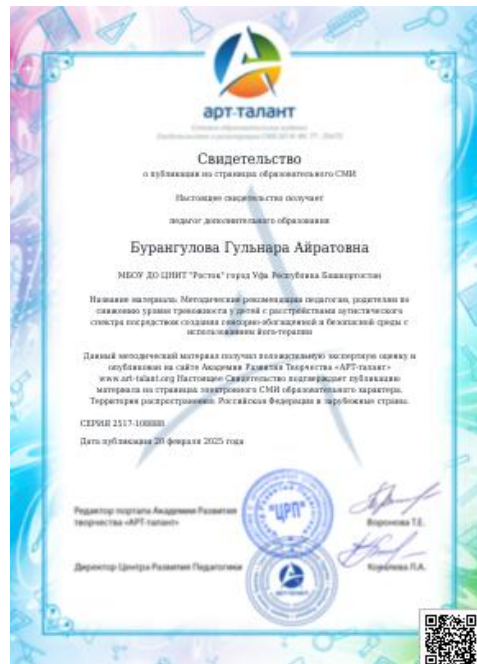 арт-талант
Свидетельство
о публикации на страницах образовательного СМИ
Настоящее свидетельство получает
педагог дополнительного образования
Бурангулова Гульнара Айратовна
МБОУ ДО ЦНИТ "Росток" город Уфа Республика Башкортостан
Название материала: Методические рекомендации педагогам, родителям по
снижению уровня тревожности у детей с расстройствами аутистического
спектра посредством создания сенсорно-обогащенной и безопасной среды с
использованием йога-терапии
Данный методический материал получил положительную экспертную оценку и
опубликован на сайте Академии Развития Творчества «АРТ-талант»
www.art-talant.org Настоящее Свидетельство подтверждает публикацию
материала на страницах электронного СМИ образовательного характера.
Территория распространения: Российская Федерация и зарубежные страны.
СЕРИЯ 2517-
Дата публикации 20 февраля 2025 года
Редактор портала Академии Развития
творчества «АРТ-талант»
"ЦРП"
Воронова Т.Е.
Директор Центра Развития Педагогики
арт-талант
Ковалева П.А.